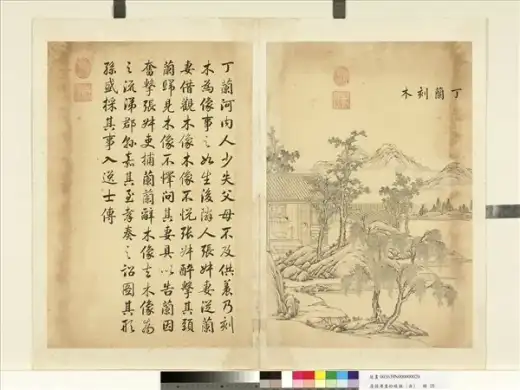 丁蘭刻木
丁蘭河內人少失父母不及供養乃刻
木為像事之如生後鄰人張叔妻從蘭
妻借觀木像木像不悅張叔醉擊其頭
蘭歸見木像不懌問其妻具以告蘭因
奮擊張叔吏捕蘭蘭辭木像去木像為
之流涕郡縣嘉其至孝奏之詔圖其形
孫盛採其事入逸士傳